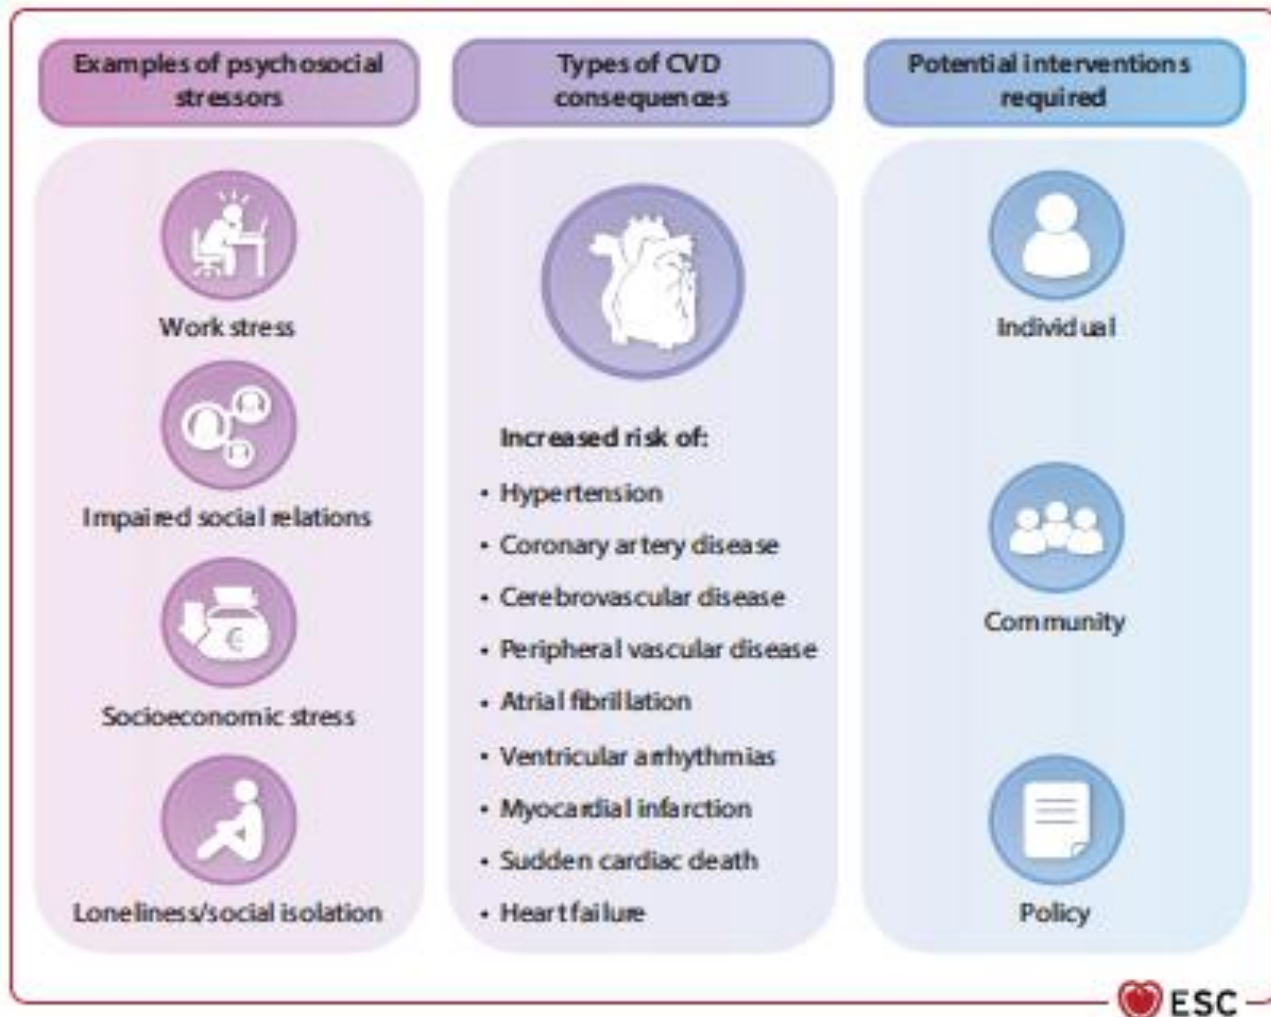 Examples of psychosocial
stressors
Work stress
Impaired social relations
€
Socioeconomic stress
Loneliness/social isolation
Types of CVD
consequences
Increased risk of:
• Hypertension
• Coronary artery disease
• Cerebrovascular disease
• Peripheral vascular disease
• Atrial fibrillation
• Ventricular arrhythmias
• Myocardial infarction
• Sudden cardiac death
• Heart failure
Potential interventions
required
Individual
Community
Policy
ESC